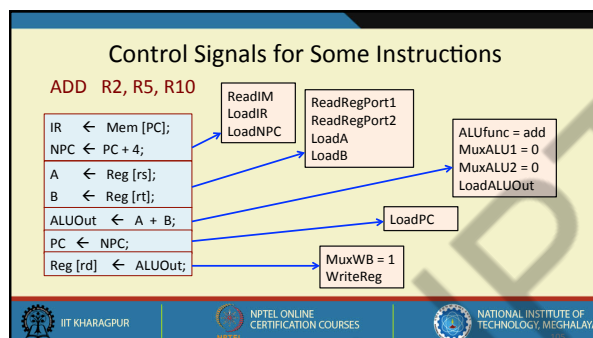 Control Signals for Some Instructions
ADD R2, R5, R10
IR ← Mem [PC];
NPC ← PC + 4;
A ← Reg [rs];
B ← Reg [rt];
ALUOut ← A + B;
PC ← NPC;
Reg [rd] ← ALUOut;
ReadIM
LoadIR
LoadNPC
ReadRegPort1
ReadRegPort2
LoadA
LoadB
ALUfunc = add
MuxALU1 = 0
MuxALU2 = 0
LoadALUOut
LoadPC
MuxWB = 1
WriteReg
IIT KHARAGPUR
NPTEL
NPTEL ONLINE
CERTIFICATION COURSES
NATIONAL INSTITUTE OF
TECHNOLOGY, MEGHALAYA